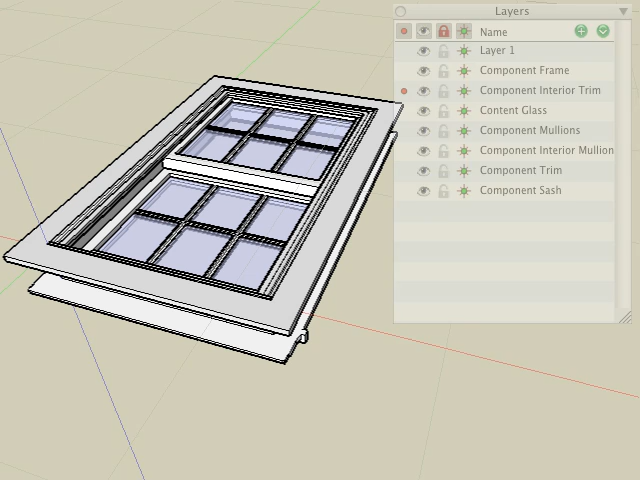 Layers
Name
Layer 1
Component Frame
Component Interior Trim
Content Glass
Component Mullions
Component Interior Mullion
Component Trim
Component Sash